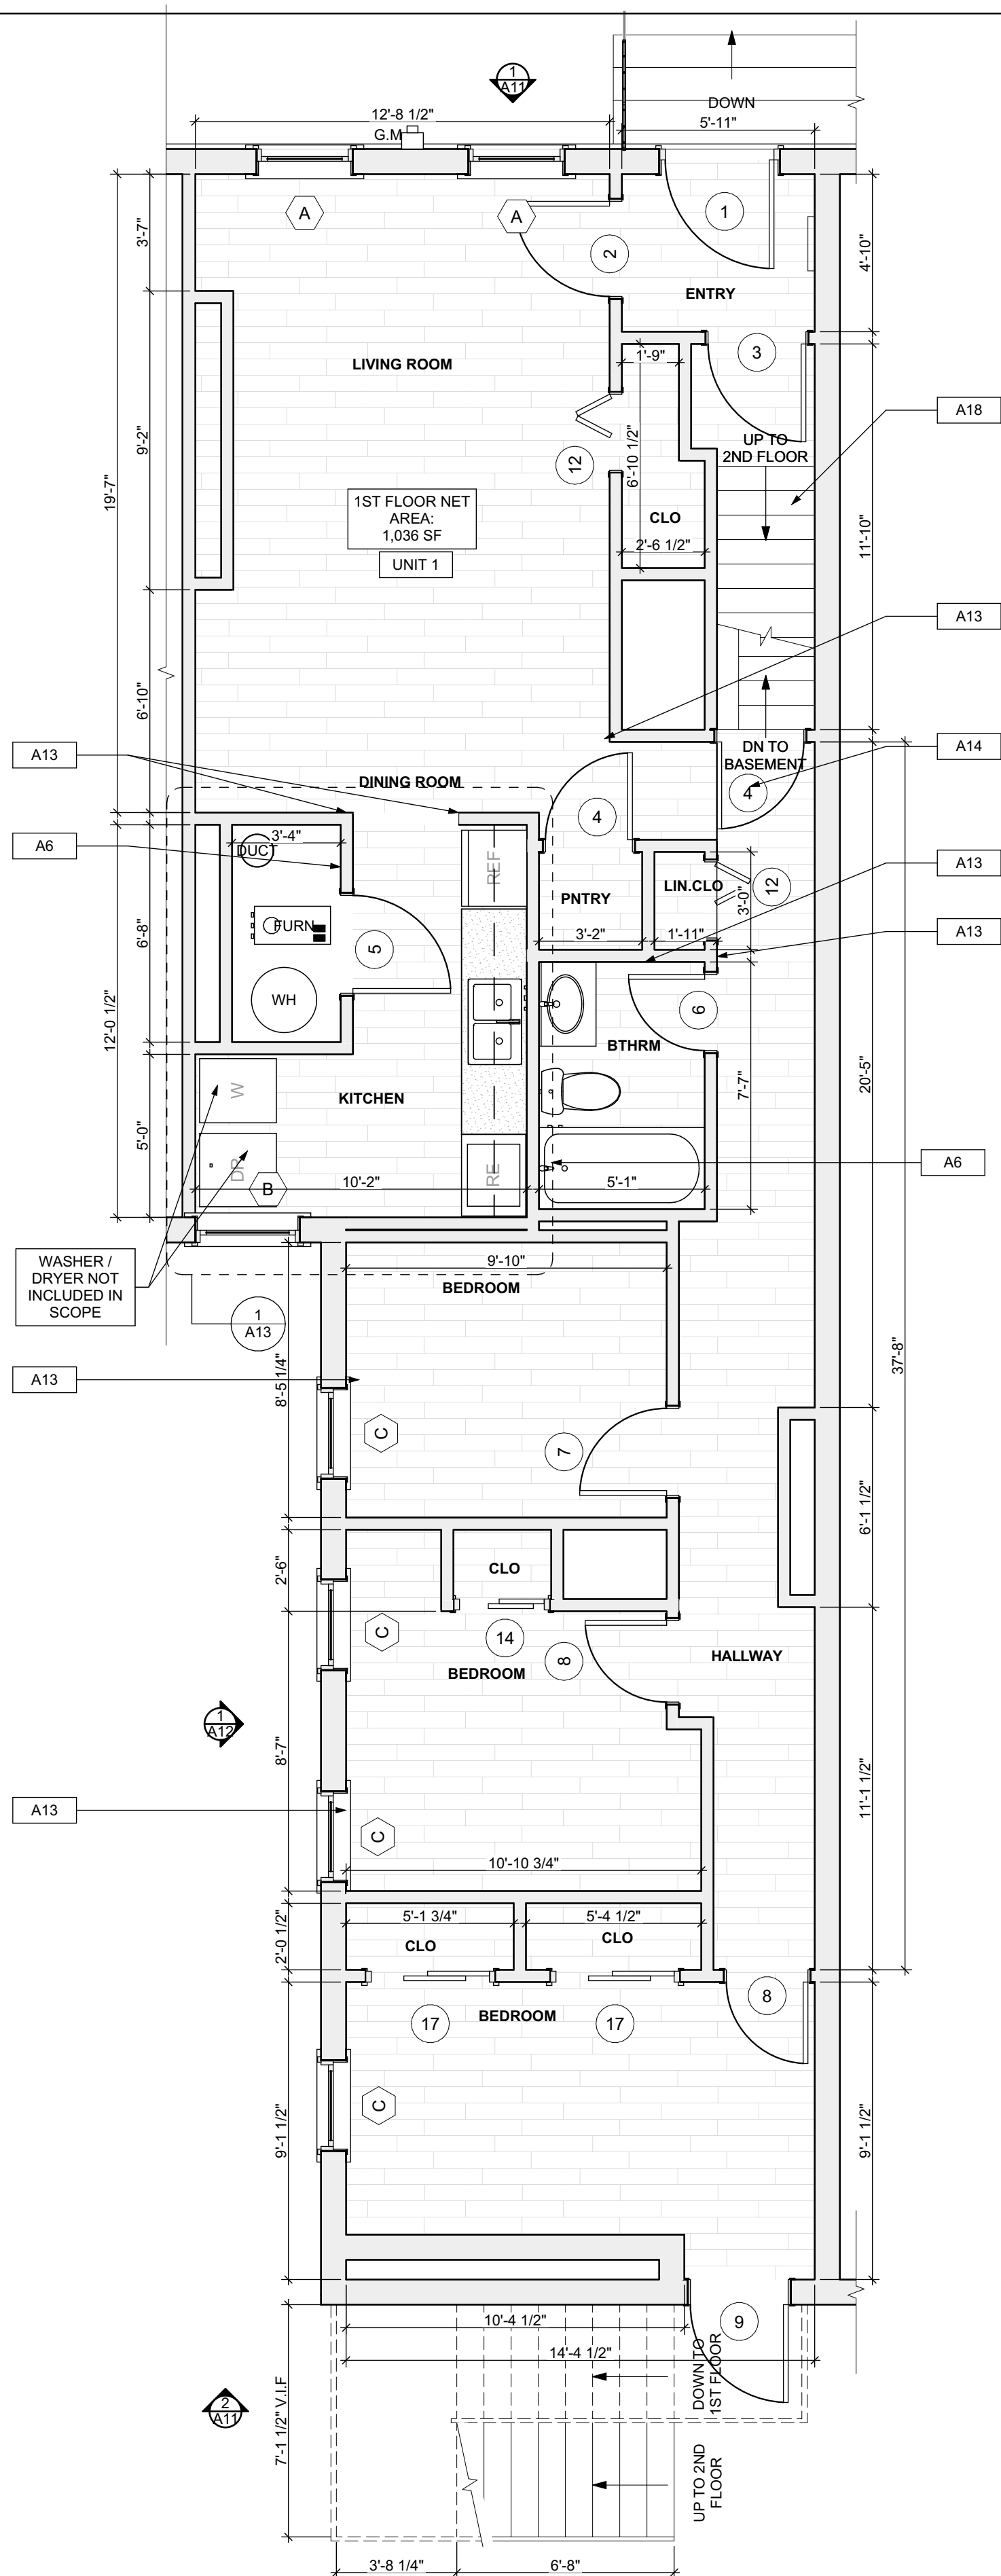 1
A11
DOWN
12'-8 1/2"
5'-11"
G.M
A
A
1
2
3'-7"
4'-10"
ENTRY
3
LIVING ROOM
1'-9"
A18
UP TO
2ND FLOOR
9'-2"
6'-10 1/2"
12
19'-7"
1ST FLOOR NET
AREA:
1,036 SF
UNIT 1
CLO
2'-6 1/2"
11'-10"
A13
6'-10"
A13
DINING ROOM
DN TO
BASEMENT
A14
4
4
A6
3'-4"
DUCT
REF
A13
PNTRY
LIN.CLO
12
3'-0"
FURN
6'-8"
5
3'-2"
1'-11"
A13
12'-0 1/2"
WH
6
BTHRM
20'-5"
W
KITCHEN
7'-7"
5'-0"
DR
B
10'-2"
RE
5'-1"
A6
WASHER /
DRYER NOT
INCLUDED IN
SCOPE
9'-10"
BEDROOM
1
A13
8'-5 1/4"
A13
37'-8"
C
7
6'-1 1/2"
2'-6"
CLO
C
14
8
BEDROOM
HALLWAY
1
A12
8'-7"
A13
C
11'-1 1/2"
10'-10 3/4"
2'-0 1/2"
5'-1 3/4"
5'-4 1/2"
CLO
CLO
8
BEDROOM
17
17
C
9'-1 1/2"
9'-1 1/2"
10'-4 1/2"
9
14'-4 1/2"
DOWN TO
1ST FLOOR
2
A11
7'-1 1/2" V.I.F
UP TO 2ND
FLOOR
3'-8 1/4"
6'-8"